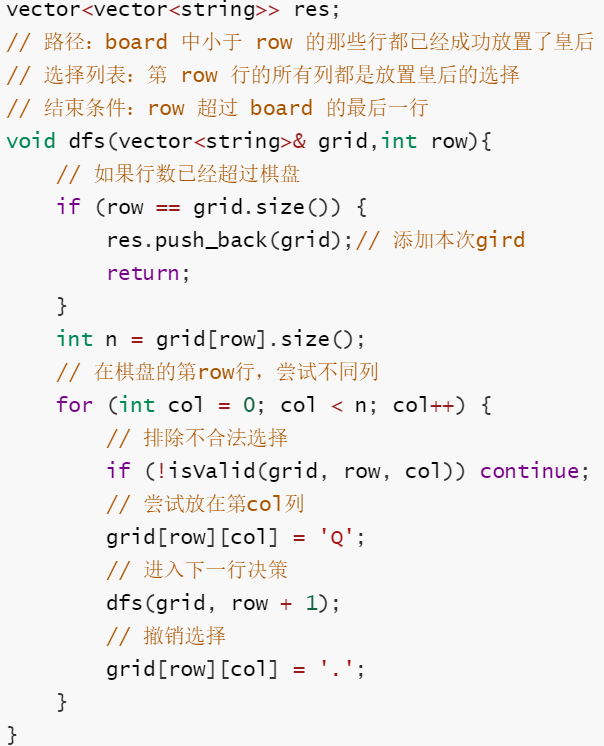 vector<vector<string>> res;
// 路径：board 中小于 row 的那些行都已经成功放置了皇后
// 选择列表：第 row 行的所有列都是放置皇后的选择
// 结束条件：row 超过 board 的最后一行
void dfs(vector<string>& grid,int row){
    // 如果行数已经超过棋盘
    if (row == grid.size()) {
        res.push_back(grid);// 添加本次gird
        return;
    }
    int n = grid[row].size();
    // 在棋盘的第row行，尝试不同列
    for (int col = 0; col < n; col++) {
        // 排除不合法选择
        if (!isValid(grid, row, col)) continue;
        // 尝试放在第col列
        grid[row][col] = 'Q';
        // 进入下一行决策
        dfs(grid, row + 1);
        // 撤销选择
        grid[row][col] = '.';
    }
}